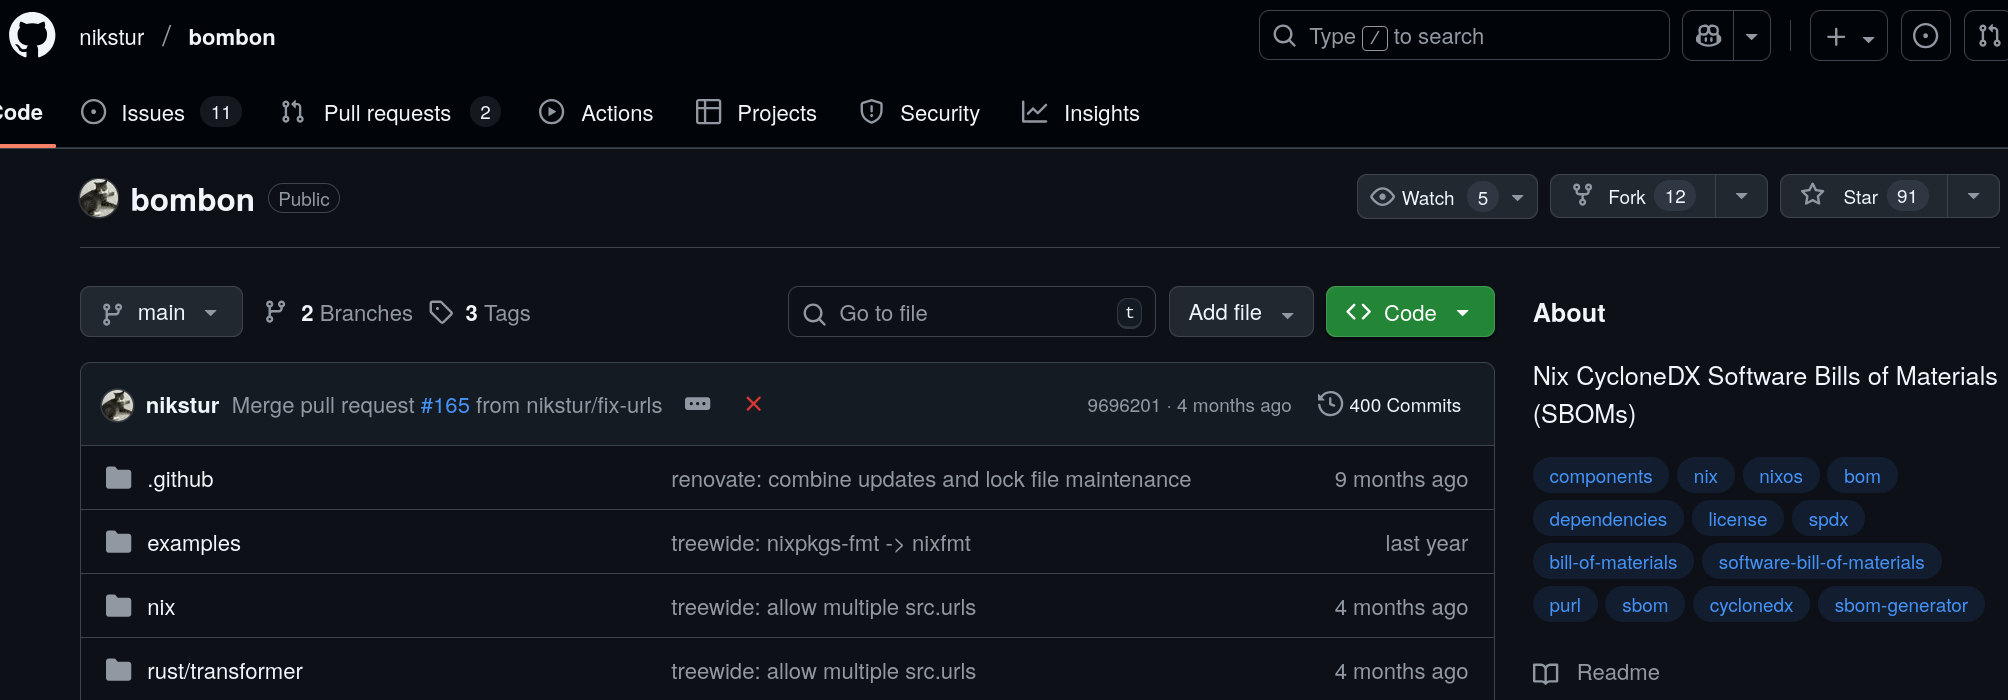 nikstur / bombon Type / to search
Code Issues 11 Pull requests 2 Actions Projects Security Insights
bombon Public Watch 5 Fork 12 Star 91
main 2 Branches 3 Tags Go to file t Add file Code
nikstur Merge pull request #165 from nikstur/fix-urls 9696201 · 4 months ago 400 Commits
.github renovate: combine updates and lock file maintenance 9 months ago
examples treewide: nixpkgs-fmt -> nixfmt last year
nix treewide: allow multiple src.urls 4 months ago
rust/transformer treewide: allow multiple src.urls 4 months ago
About
Nix CycloneDX Software Bills of Materials
(SBOMs)
components nix nixos bom
dependencies license spdx
bill-of-materials software-bill-of-materials
purl sbom cyclonedx sbom-generator
Readme